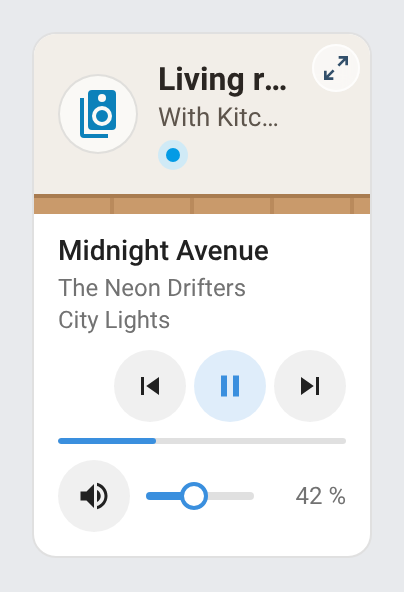 Living r...
With Kitc...
Midnight Avenue
The Neon Drifters
City Lights
42 %